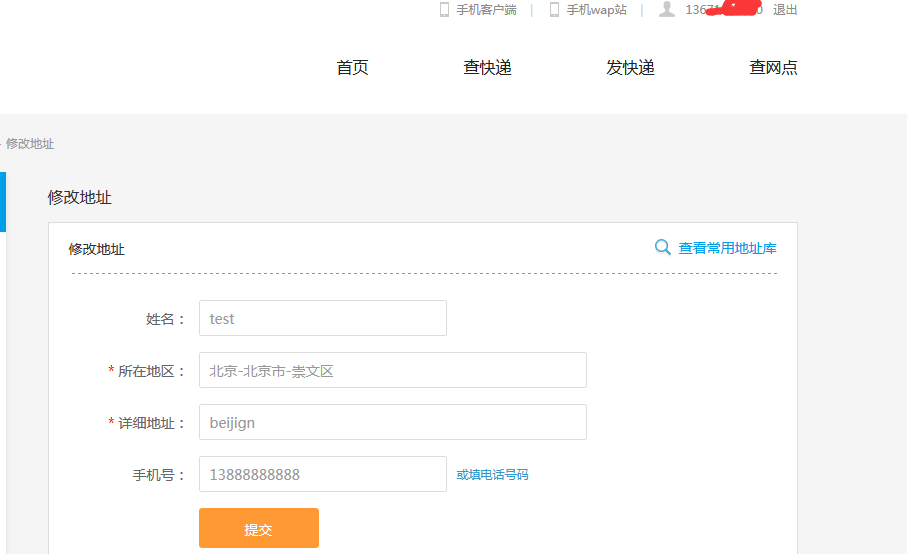 手机客户端 | 手机wap站 | 退出
首页 查快递 发快递 查网点
- 修改地址
修改地址
修改地址 查看常用地址库
姓名： test
* 所在地区： 北京-北京市-崇文区
* 详细地址： beijign
手机号： 13888888888 或填电话号码
提交